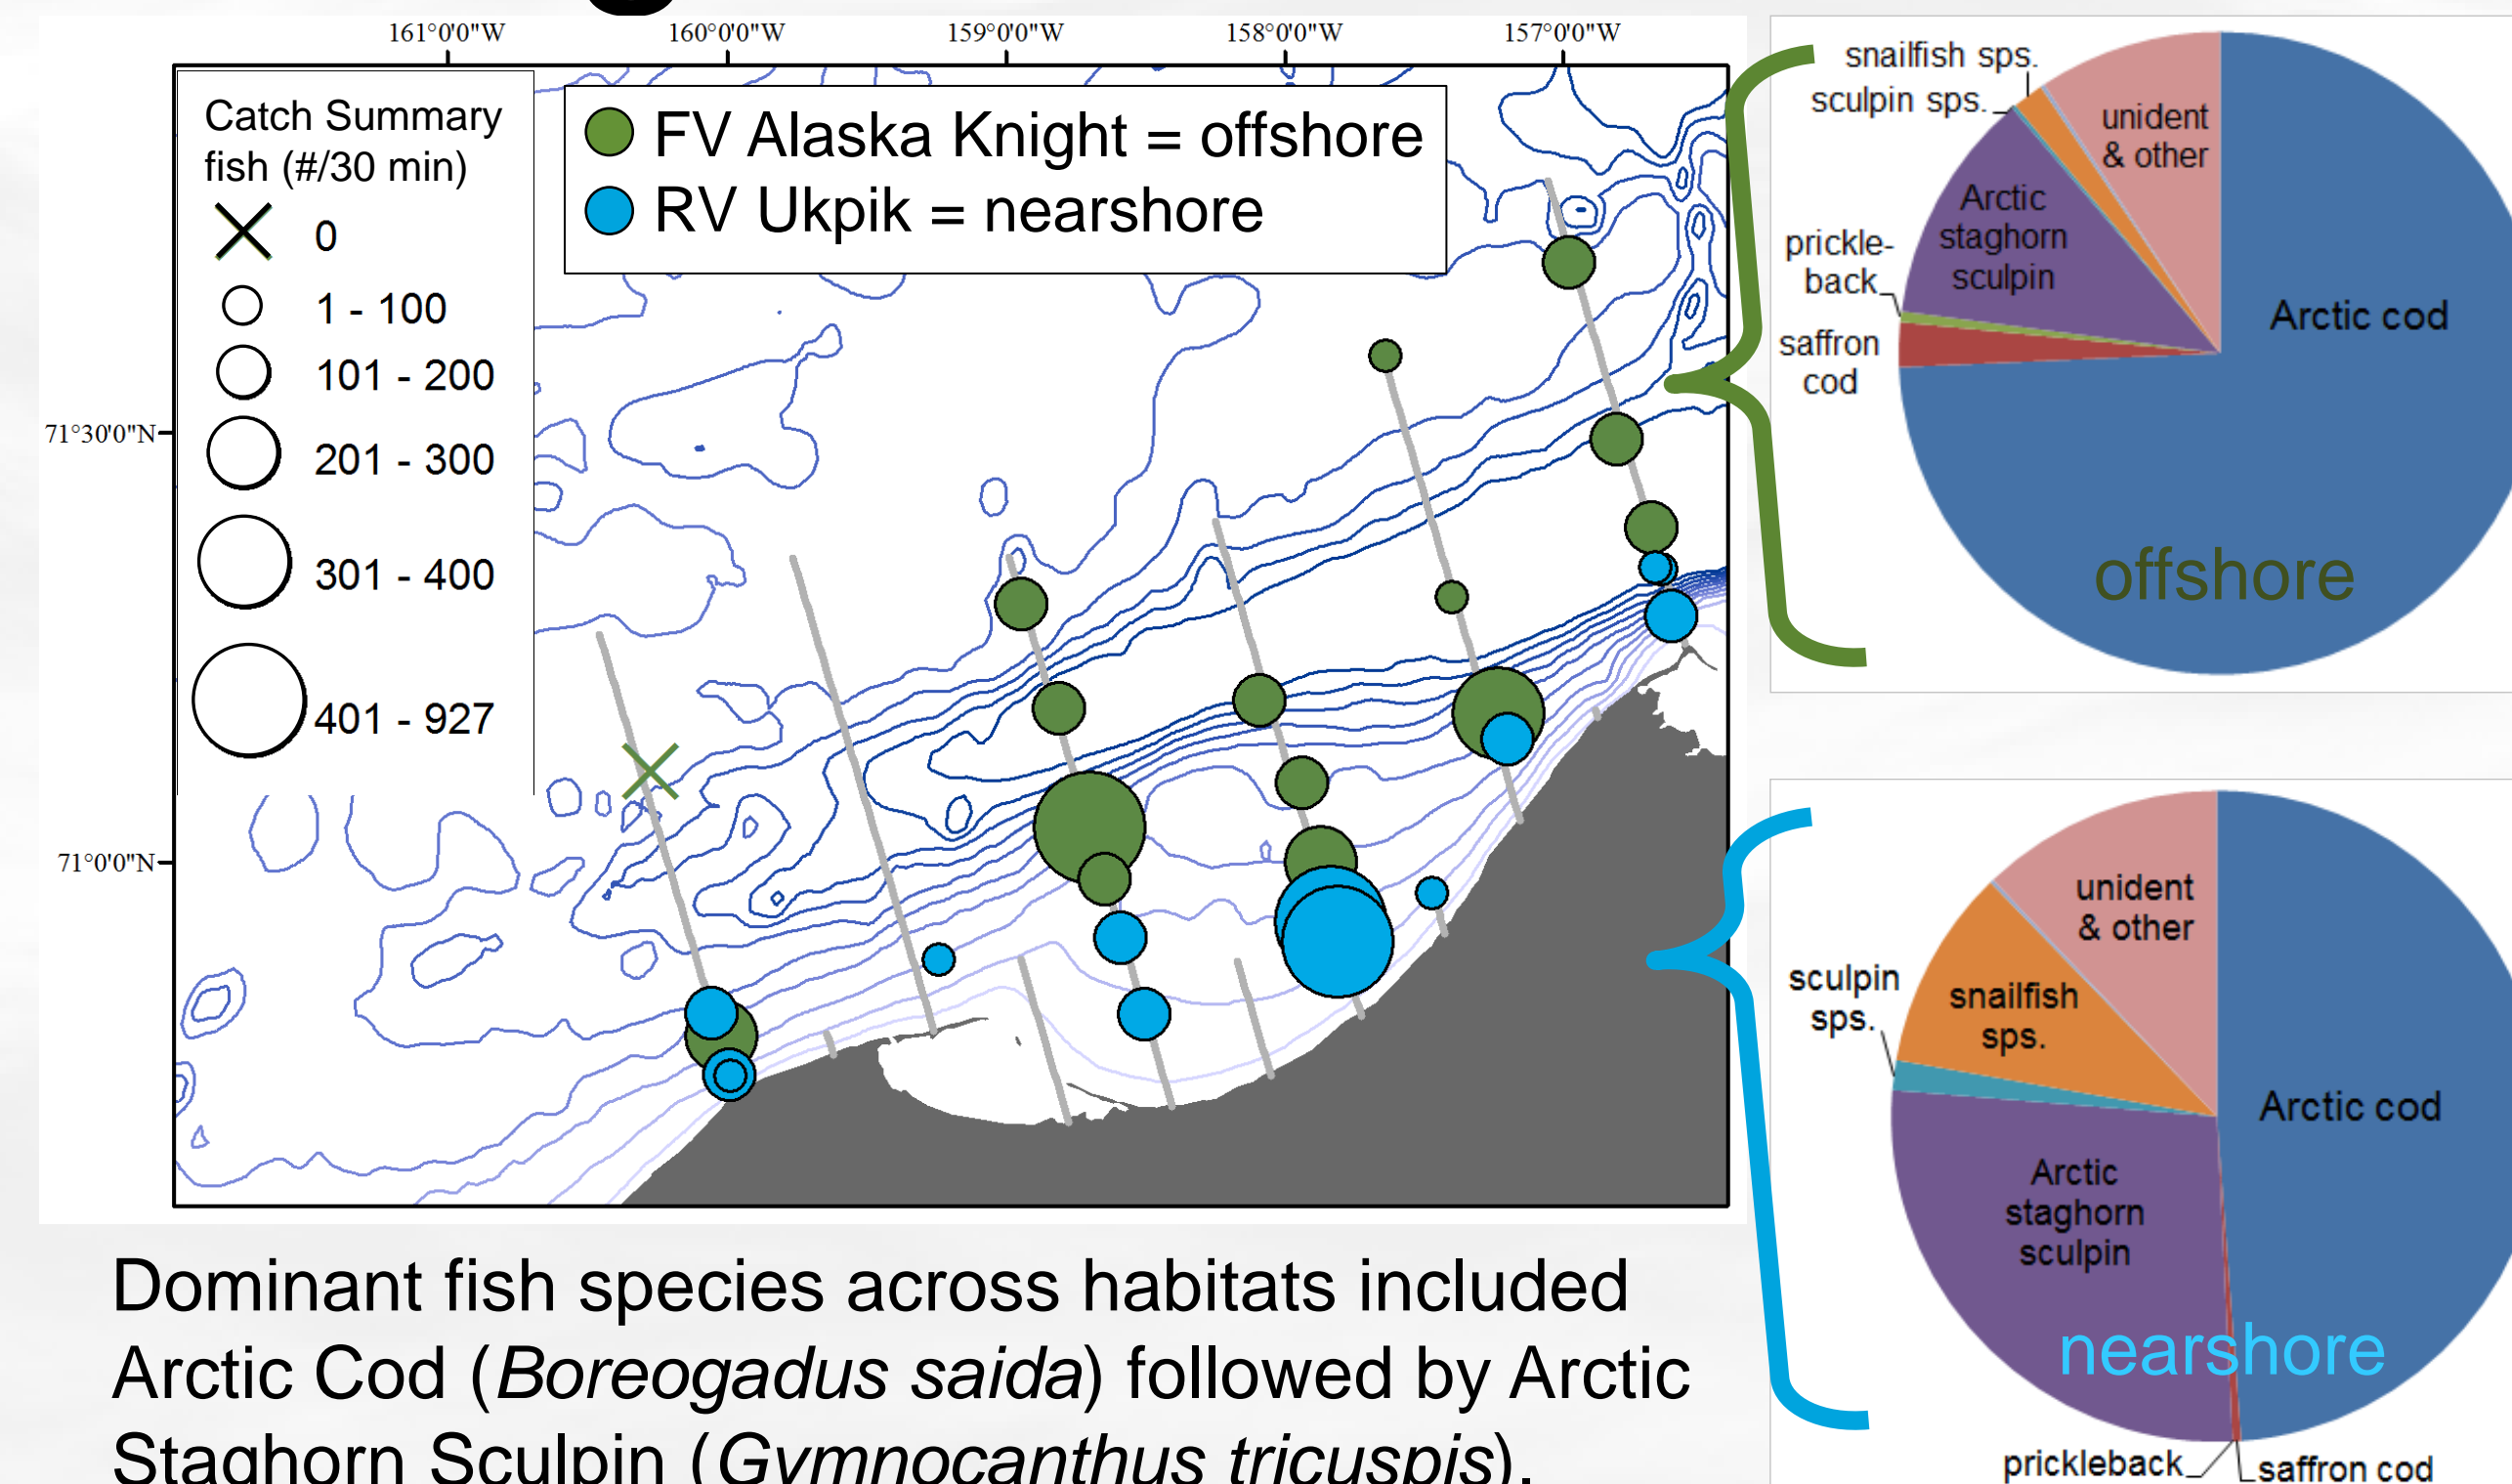 161°0'0"W 160°0'0"W 159°0'0"W 158°0'0"W 157°0'0"W
71°30'0"N
71°0'0"N
Catch Summary
fish (#/30 min)
0
1 - 100
101 - 200
201 - 300
301 - 400
401 - 927
FV Alaska Knight = offshore
RV Ukpik = nearshore
snailfish sps.
sculpin sps.
unident
& other
Arctic
staghorn
sculpin
prickle-
back
saffron
cod
Arctic cod
offshore
unident
& other
sculpin
sps.
snailfish
sps.
Arctic cod
Arctic
staghorn
sculpin
nearshore
prickleback
saffron cod
Dominant fish species across habitats included
Arctic Cod (Boreogadus saida) followed by Arctic
Staghorn Sculpin (Gymnocanthus tricuspis).